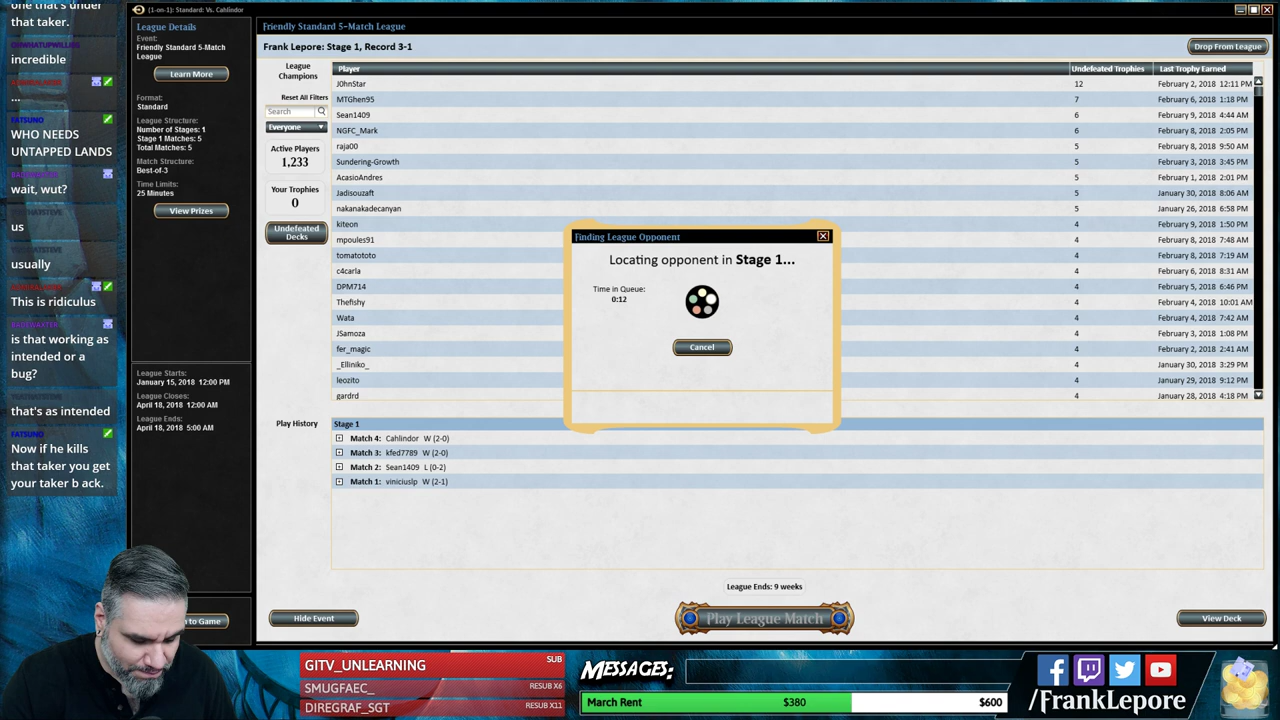 one that's under
that taker.
incredible
...
FATSUNO
WHO NEEDS
UNTAPPED LANDS
wait, wut?
us
usually
This is ridiculus
is that working as
intended or a
bug?
that's as intended
FATSUNO
Now if he kills
that taker you get
your taker b ack.
(1-on-1): Standard: Vs. Cahlindor
League Details
Event:
Friendly Standard 5-Match
League
Learn More
Format:
Standard
League Structure:
Number of Stages: 1
Stage 1 Matches: 5
Total Matches: 5
Match Structure:
Best-of-3
Time Limits:
25 Minutes
View Prizes
League Starts:
January 15, 2018 12:00 PM
League Closes:
April 18, 2018 12:00 AM
League Ends:
April 18, 2018 5:00 AM
to Game
Friendly Standard 5-Match League
Frank Lepore: Stage 1, Record 3-1
Drop From League
League
Champions
Reset All Filters
Search
Everyone
Active Players
1,233
Your Trophies
0
Undefeated
Decks
Player Undefeated Trophies Last Trophy Earned
J0hnStar 12 February 2, 2018 12:11 PM
MTGhen95 7 February 6, 2018 1:18 PM
Sean1409 6 February 9, 2018 4:44 AM
NGFC_Mark 6 February 8, 2018 2:05 PM
raja00 5 February 8, 2018 9:50 AM
Sundering-Growth 5 February 3, 2018 3:45 PM
AcasioAndres 5 February 1, 2018 2:01 PM
Jadisouzaft 5 January 30, 2018 8:06 AM
nakanakadecanyan 5 January 26, 2018 6:58 PM
kiteon 4 February 9, 2018 1:50 PM
mpoules91 4 February 8, 2018 7:48 AM
tomatototo 4 February 8, 2018 7:19 AM
c4carla 4 February 6, 2018 8:31 AM
DPM714 4 February 5, 2018 6:46 PM
Thefishy 4 February 4, 2018 10:01 AM
Wata 4 February 4, 2018 7:42 AM
JSamoza 4 February 3, 2018 1:08 PM
fer_magic 4 February 2, 2018 2:41 AM
_Elliniko_ 4 January 30, 2018 3:29 PM
leozito 4 January 29, 2018 9:12 PM
gardrd 4 January 28, 2018 4:18 PM
Finding League Opponent
Locating opponent in Stage 1...
Time in Queue:
0:12
Cancel
Play History
Stage 1
Match 4: Cahlindor W (2-0)
Match 3: kfed7789 W (2-0)
Match 2: Sean1409 L (0-2)
Match 1: viniciuslp W (2-1)
League Ends: 9 weeks
Hide Event
Play League Match
View Deck
GITV_UNLEARNING SUB
SMUGFAEC_ RESUB X6
DIREGRAF_SGT RESUB X11
MESSAGES:
March Rent $380 $600
/FrankLepore